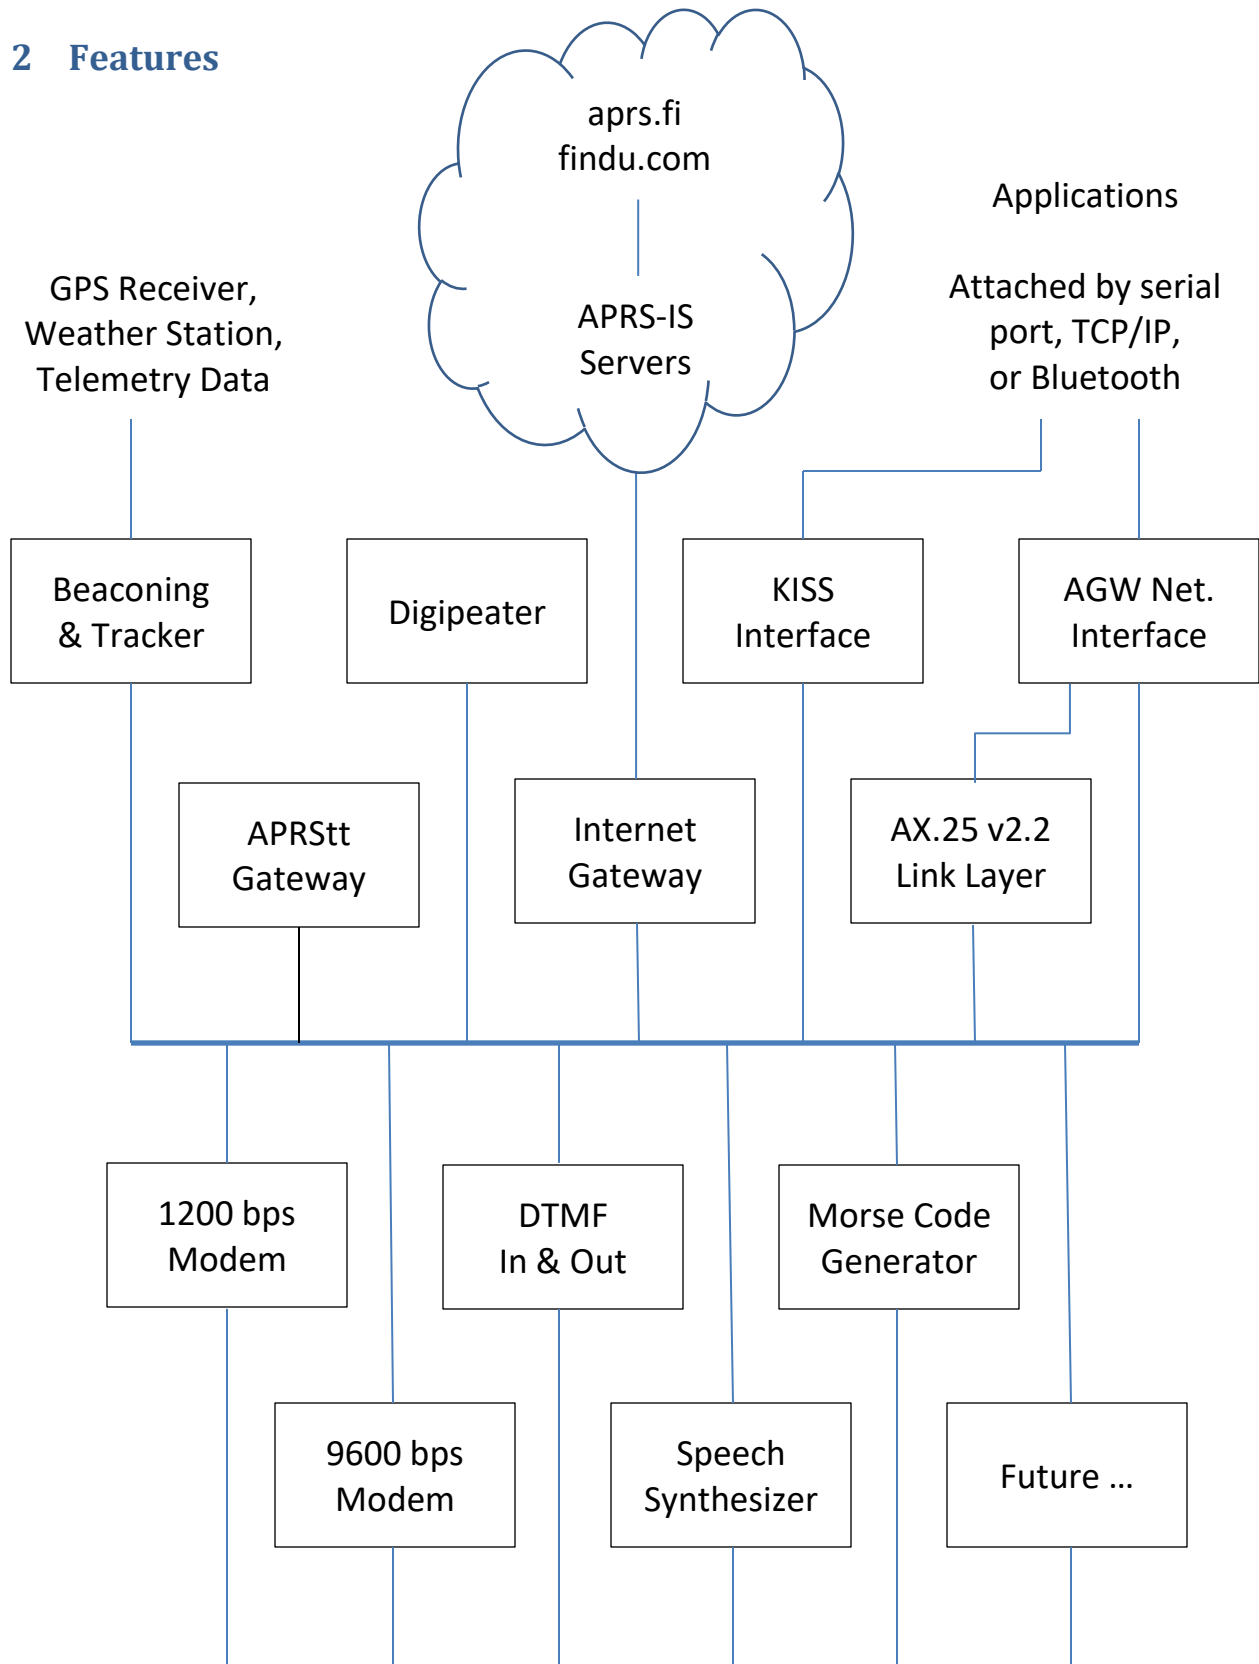 2 Features
aprs.fi
findu.com
Applications
GPS Receiver,
Weather Station,
Telemetry Data
APRS-IS
Servers
Attached by serial
port, TCP/IP,
or Bluetooth
Beaconing
& Tracker
Digipeater
KISS
Interface
AGW Net.
Interface
APRStt
Gateway
Internet
Gateway
AX.25 v2.2
Link Layer
1200 bps
Modem
DTMF
In & Out
Morse Code
Generator
9600 bps
Modem
Speech
Synthesizer
Future …